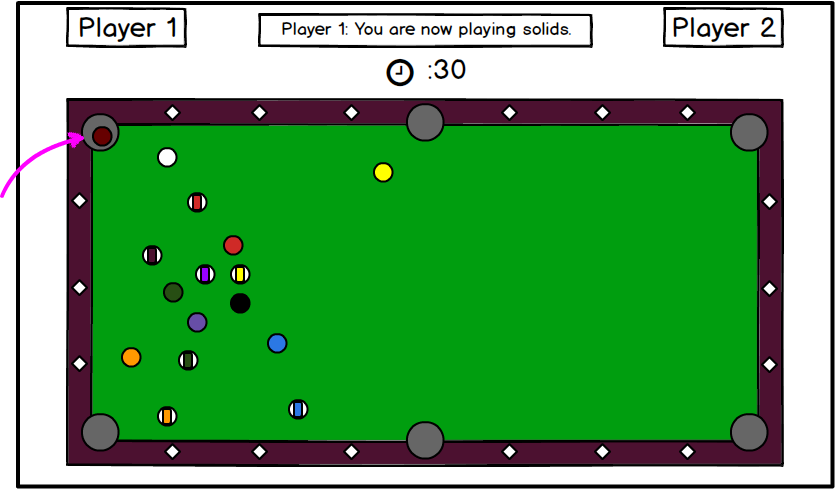 Player 1
Player 1: You are now playing solids.
Player 2
:30